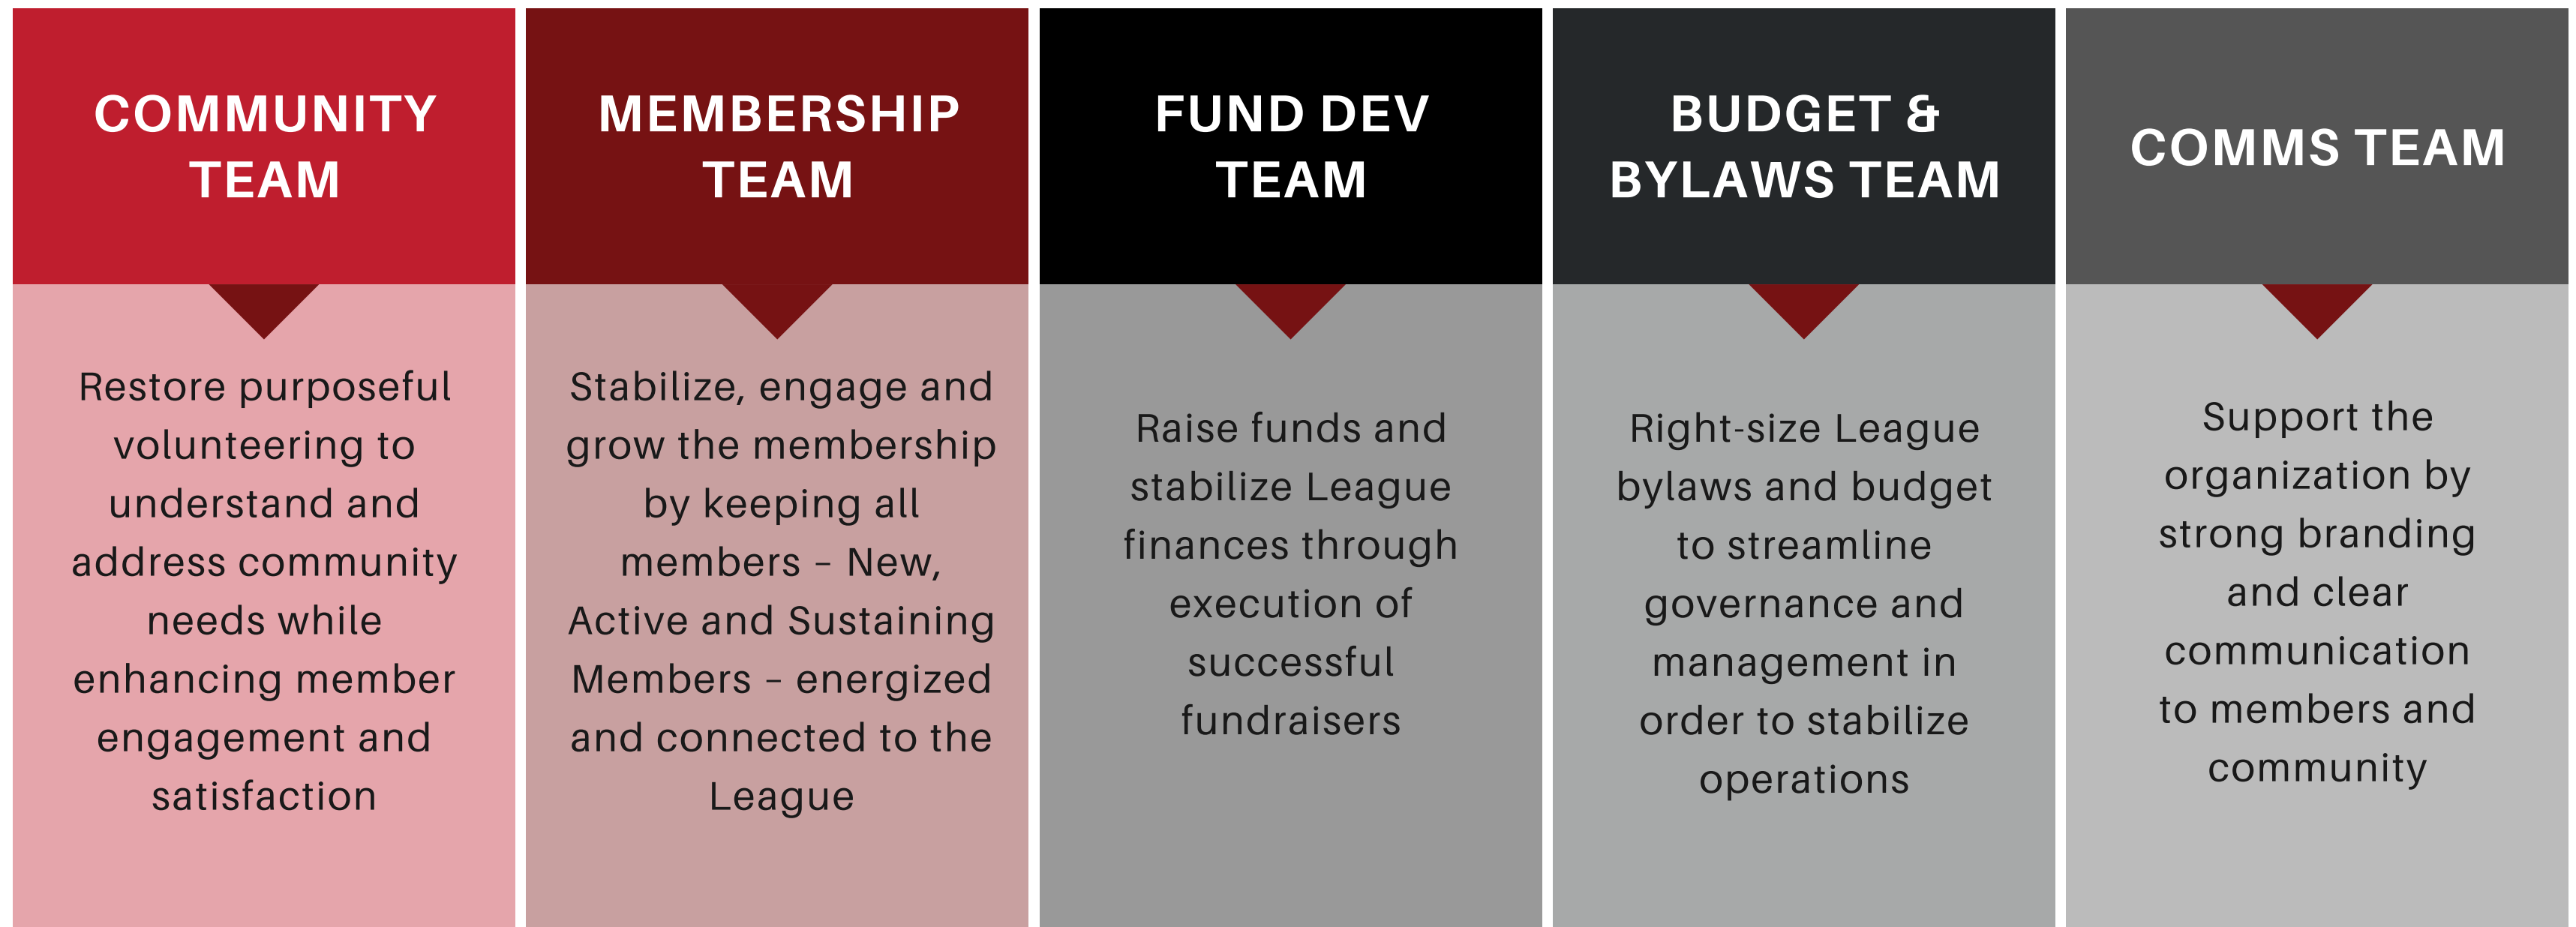 COMMUNITY
TEAM
Restore purposeful
volunteering to
understand and
address community
needs while
enhancing member
engagement and
satisfaction
MEMBERSHIP
TEAM
Stabilize, engage and
grow the membership
by keeping all
members – New,
Active and Sustaining
Members – energized
and connected to the
League
FUND DEV
TEAM
Raise funds and
stabilize League
finances through
execution of
successful
fundraisers
BUDGET &
BYLAWS TEAM
Right-size League
bylaws and budget
to streamline
governance and
management in
order to stabilize
operations
COMMS TEAM
Support the
organization by
strong branding
and clear
communication
to members and
community